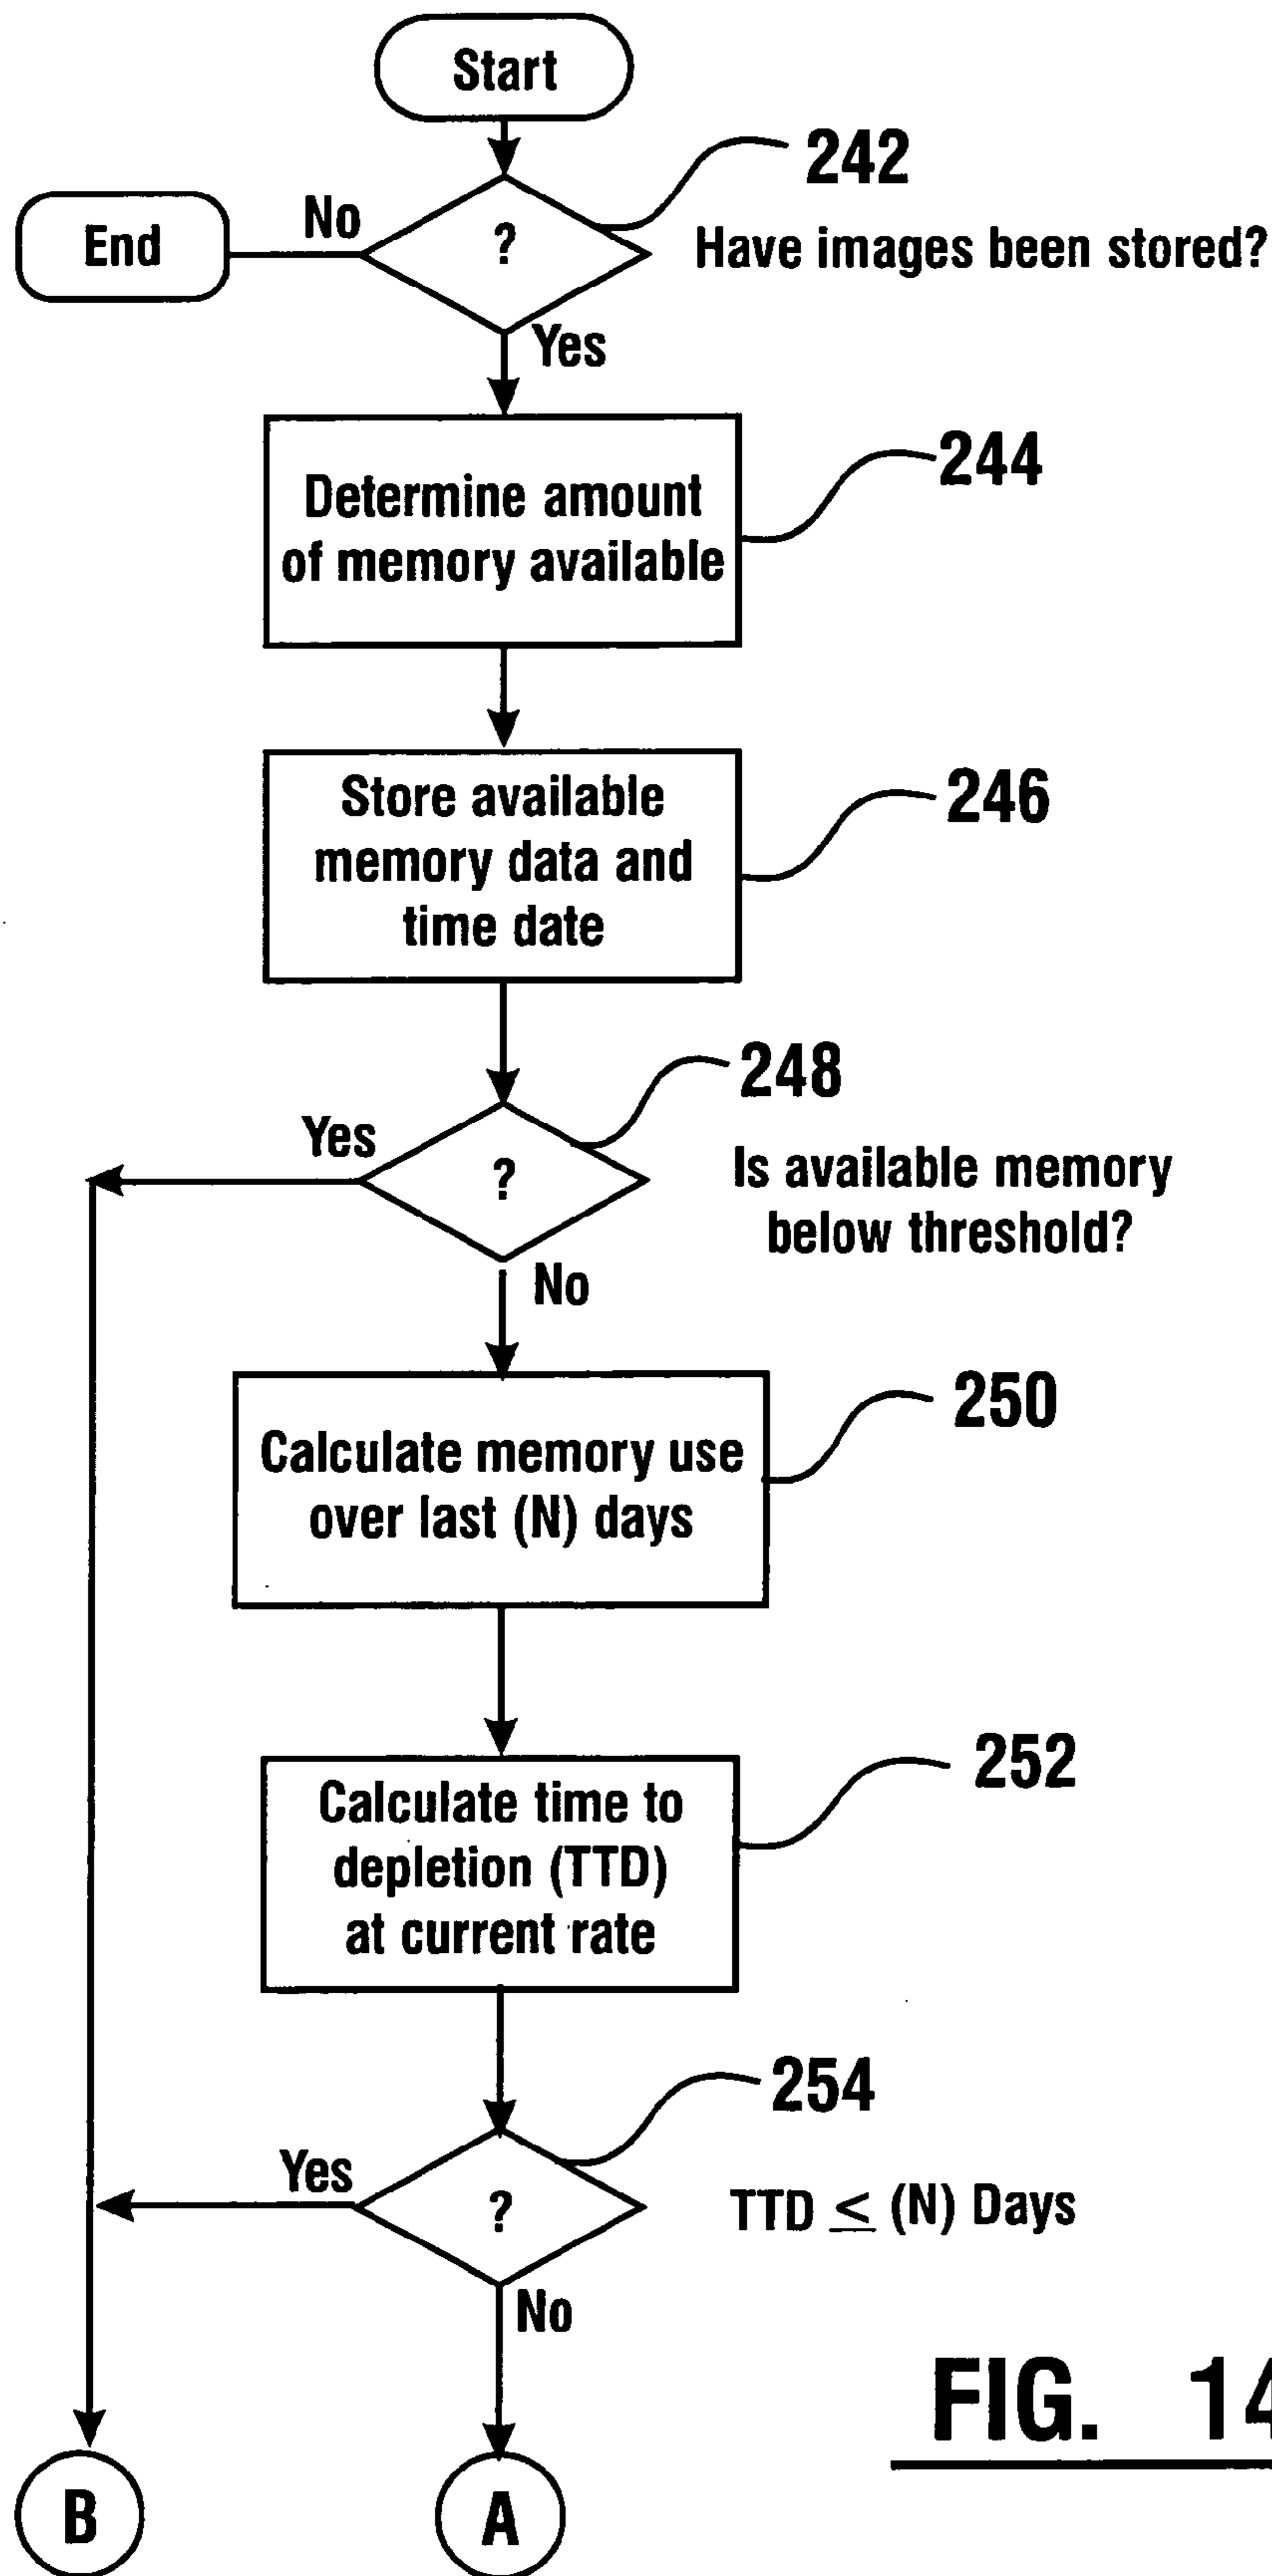 Start
242
No
End
?
Have images been stored?
Yes
244
Determine amount
of memory available
246
Store available
memory data and
time date
248
Yes
?
Is available memory
below threshold?
No
250
Calculate memory use
over last (N) days
252
Calculate time to
depletion (TTD)
at current rate
254
Yes
?
TTD ≤ (N) Days
No
FIG. 14
B
A